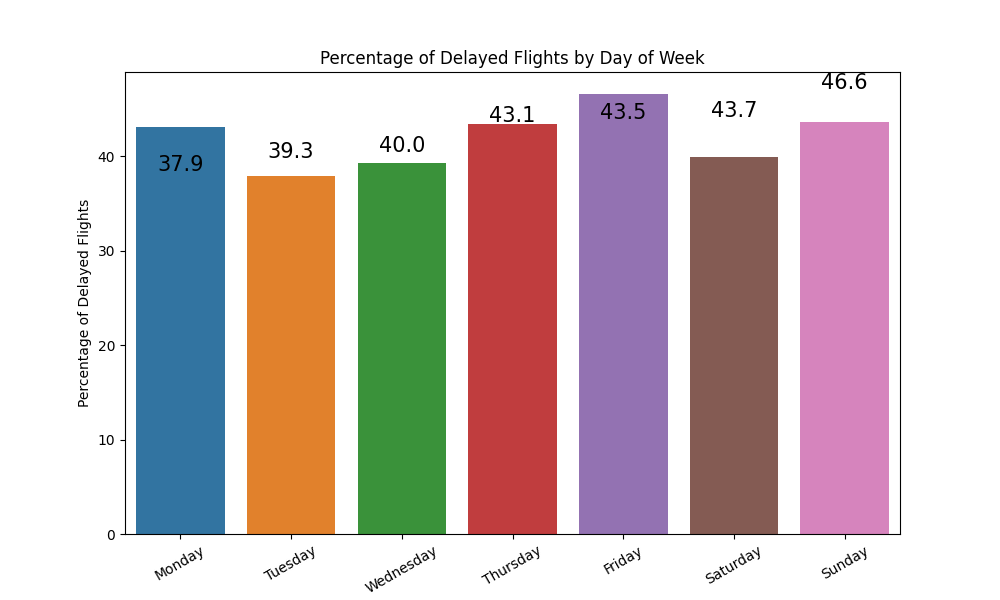 Percentage of Delayed Flights by Day of Week
46.6
43.7
43.5
43.1
40.0
39.3
37.9
40
30
20
10
0
Percentage of Delayed Flights
Monday
Tuesday
Wednesday
Thursday
Friday
Saturday
Sunday